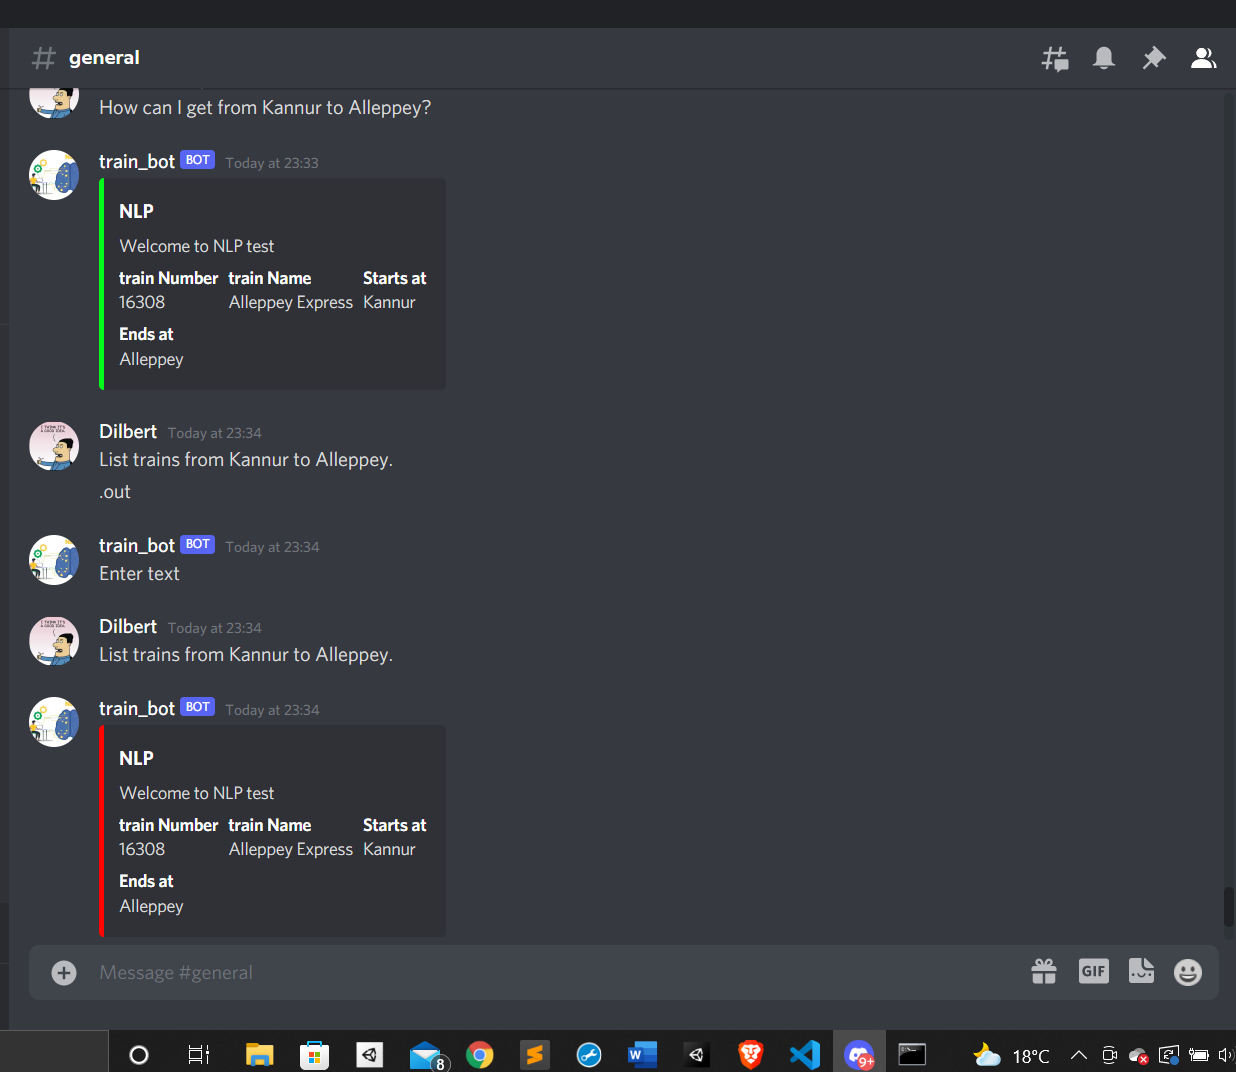 general
How can I get from Kannur to Alleppey?
train_bot BOT Today at 23:33
NLP
Welcome to NLP test
train Number train Name Starts at
16308 Alleppey Express Kannur
Ends at
Alleppey
Dilbert Today at 23:34
List trains from Kannur to Alleppey.
.out
train_bot BOT Today at 23:34
Enter text
Dilbert Today at 23:34
List trains from Kannur to Alleppey.
train_bot BOT Today at 23:34
NLP
Welcome to NLP test
train Number train Name Starts at
16308 Alleppey Express Kannur
Ends at
Alleppey
Message #general GIF
8 W 9+ 18°C